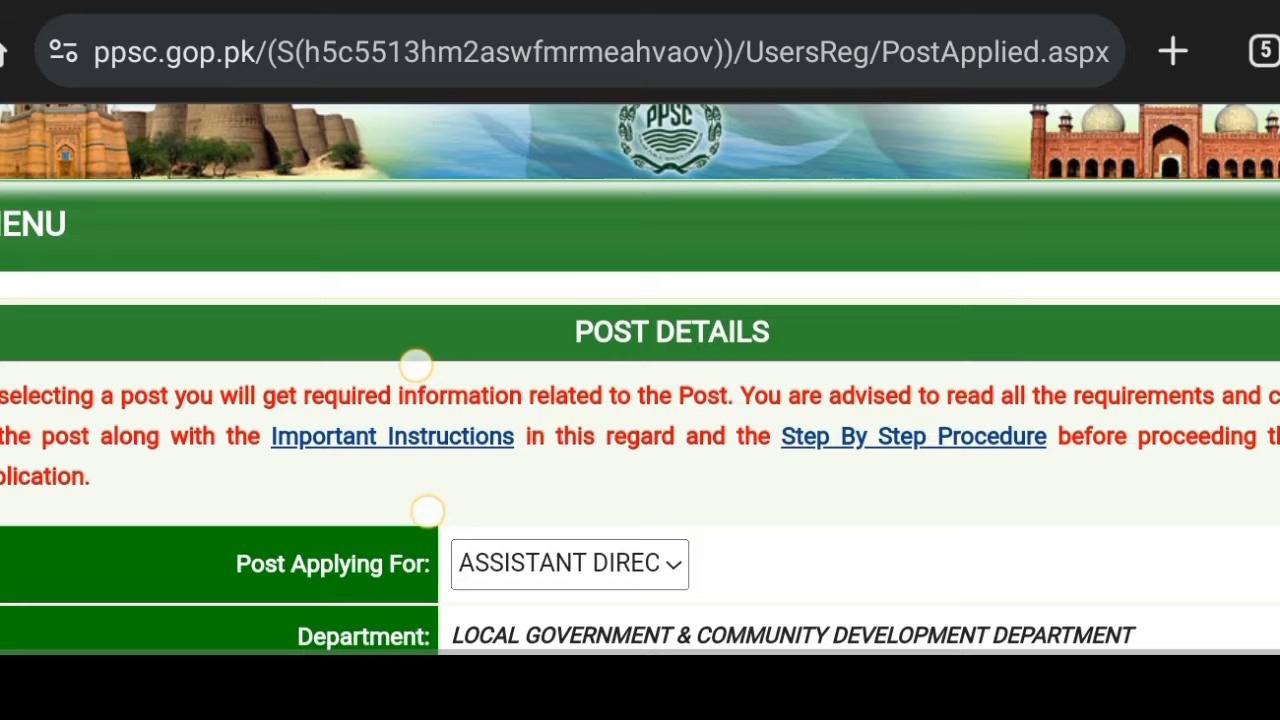 ppsc.gop.pk/(S(h5c5513hm2aswfmrmeahvaov))/UsersReg/PostApplied.aspx
5
PPSC
IENU
POST DETAILS
selecting a post you will get required information related to the Post. You are advised to read all the requirements and c
the post along with the Important Instructions in this regard and the Step By Step Procedure before proceeding th
plication.
Post Applying For: ASSISTANT DIREC
Department: LOCAL GOVERNMENT & COMMUNITY DEVELOPMENT DEPARTMENT